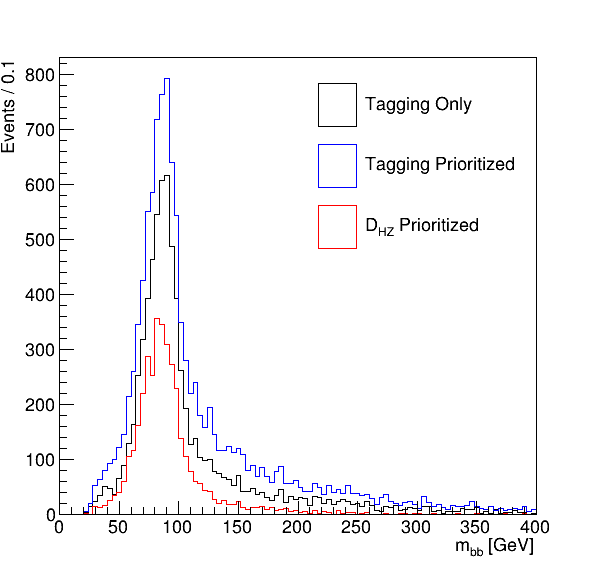 Events / 0.1
800
700
600
500
400
300
200
100
0
Tagging Only
Tagging Prioritized
D_HZ Prioritized
0 50 100 150 200 250 300 350 400
m_bb [GeV]